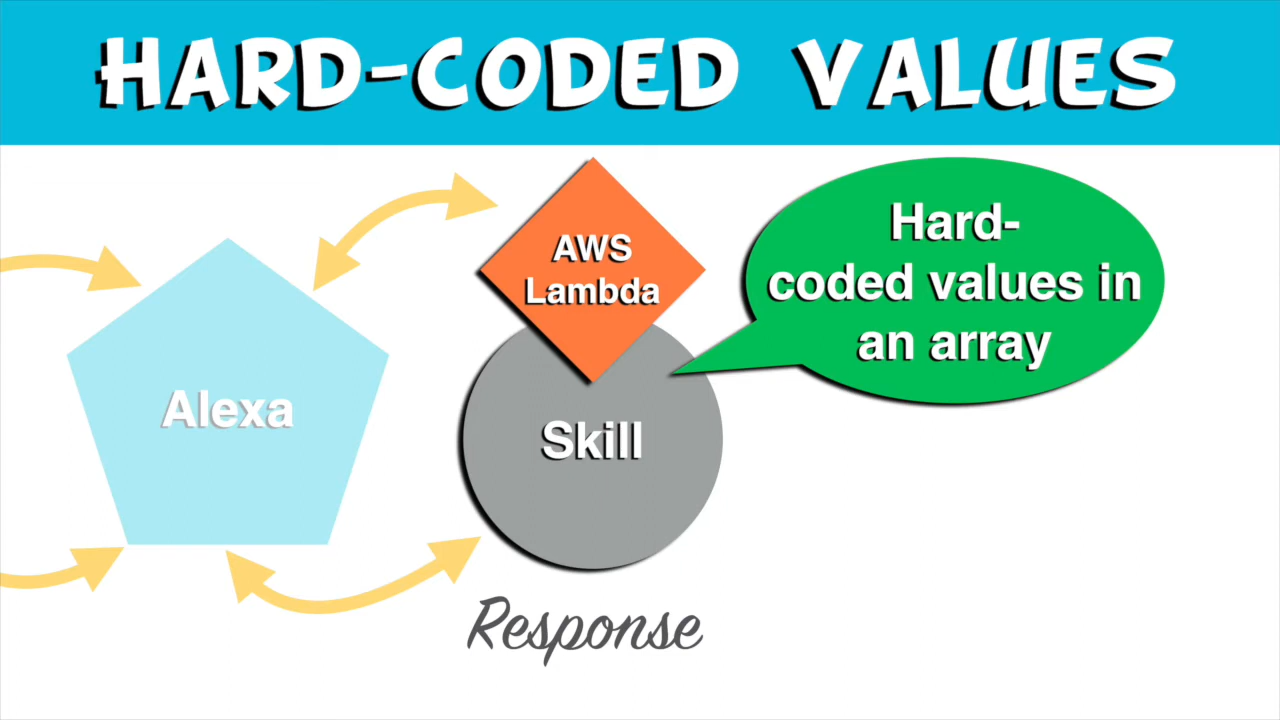 HARD-CODED VALUES
AWS
Lambda
Hard-
coded values in
an array
Alexa
Skill
Response